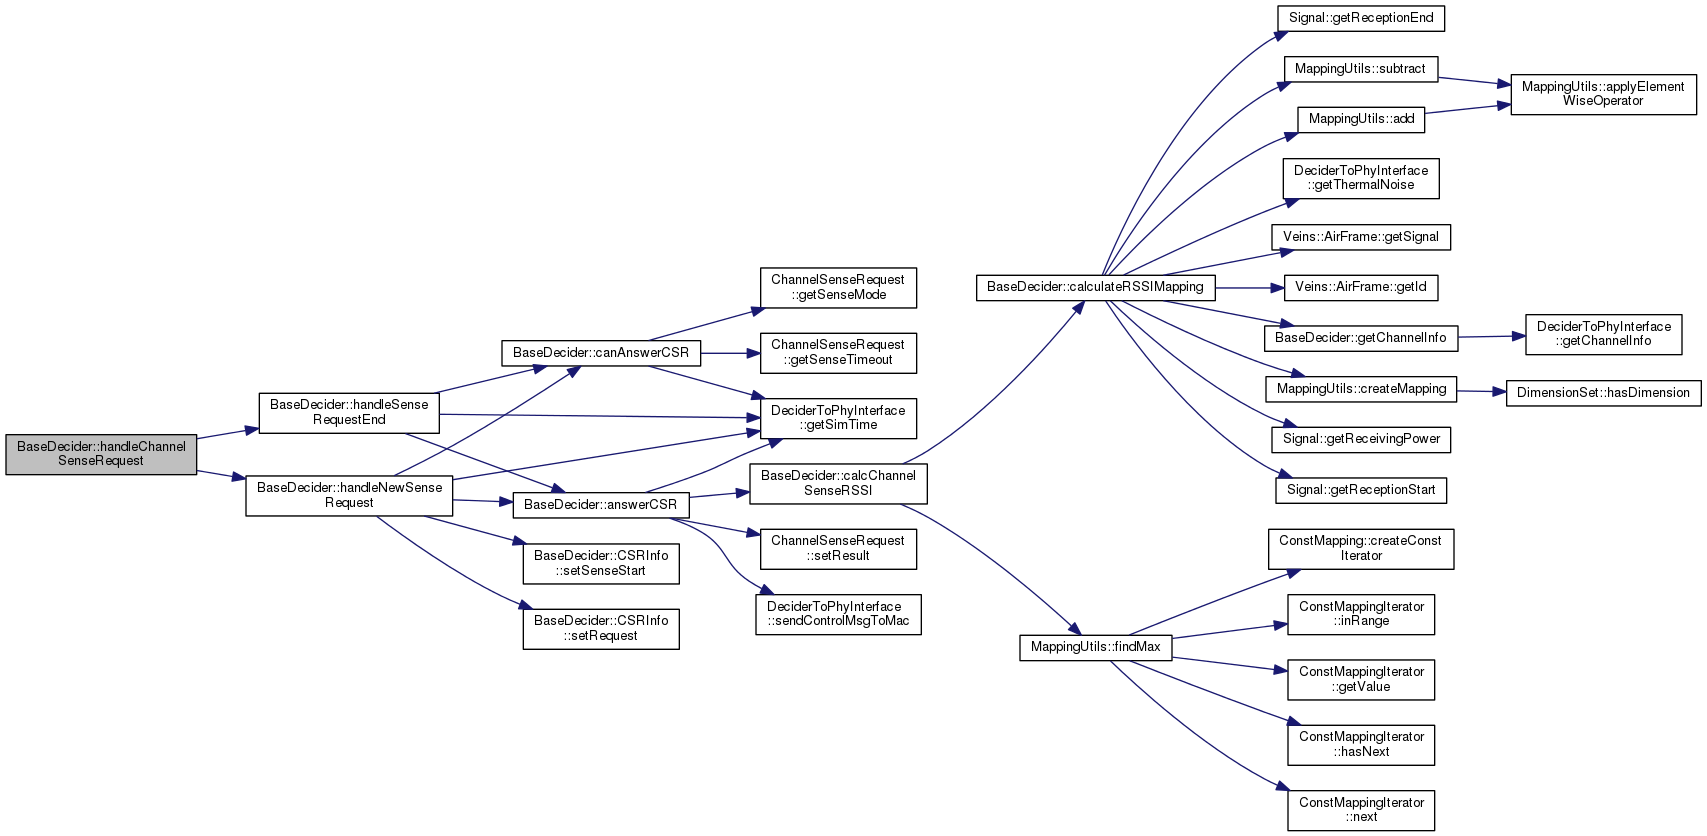 BaseDecider::handleChannel
SenseRequest
BaseDecider::handleSense
RequestEnd
BaseDecider::handleNewSense
Request
BaseDecider::canAnswerCSR
BaseDecider::answerCSR
BaseDecider::CSRInfo
::setSenseStart
BaseDecider::CSRInfo
::setRequest
ChannelSenseRequest
::getSenseMode
ChannelSenseRequest
::getSenseTimeout
DeciderToPhyInterface
::getSimTime
BaseDecider::calcChannel
SenseRSSI
ChannelSenseRequest
::setResult
DeciderToPhyInterface
::sendControlMsgToMac
BaseDecider::calculateRSSIMapping
MappingUtils::findMax
Signal::getReceptionEnd
MappingUtils::subtract
MappingUtils::add
DeciderToPhyInterface
::getThermalNoise
Veins::AirFrame::getSignal
Veins::AirFrame::getId
BaseDecider::getChannelInfo
MappingUtils::createMapping
Signal::getReceivingPower
Signal::getReceptionStart
ConstMapping::createConst
Iterator
ConstMappingIterator
::inRange
ConstMappingIterator
::getValue
ConstMappingIterator
::hasNext
ConstMappingIterator
::next
MappingUtils::applyElement
WiseOperator
DeciderToPhyInterface
::getChannelInfo
DimensionSet::hasDimension